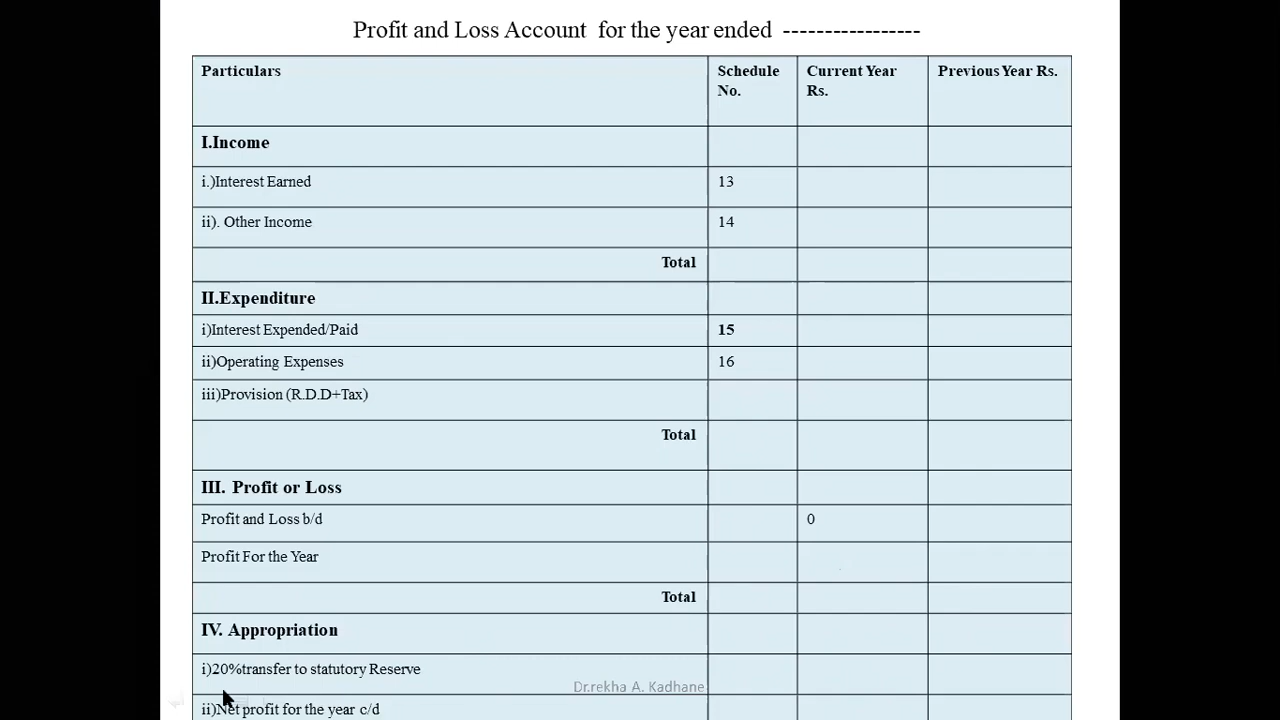 Profit and Loss Account for the year ended -----------------
Particulars Schedule No. Current Year Rs. Previous Year Rs.
I.Income
i.)Interest Earned 13
ii). Other Income 14
Total
II.Expenditure
i)Interest Expended/Paid 15
ii)Operating Expenses 16
iii)Provision (R.D.D+Tax)
Total
III. Profit or Loss
Profit and Loss b/d 0
Profit For the Year
Total
IV. Appropriation
i)20%transfer to statutory Reserve
Dr.rekha A. Kadhane
ii)Net profit for the year c/d